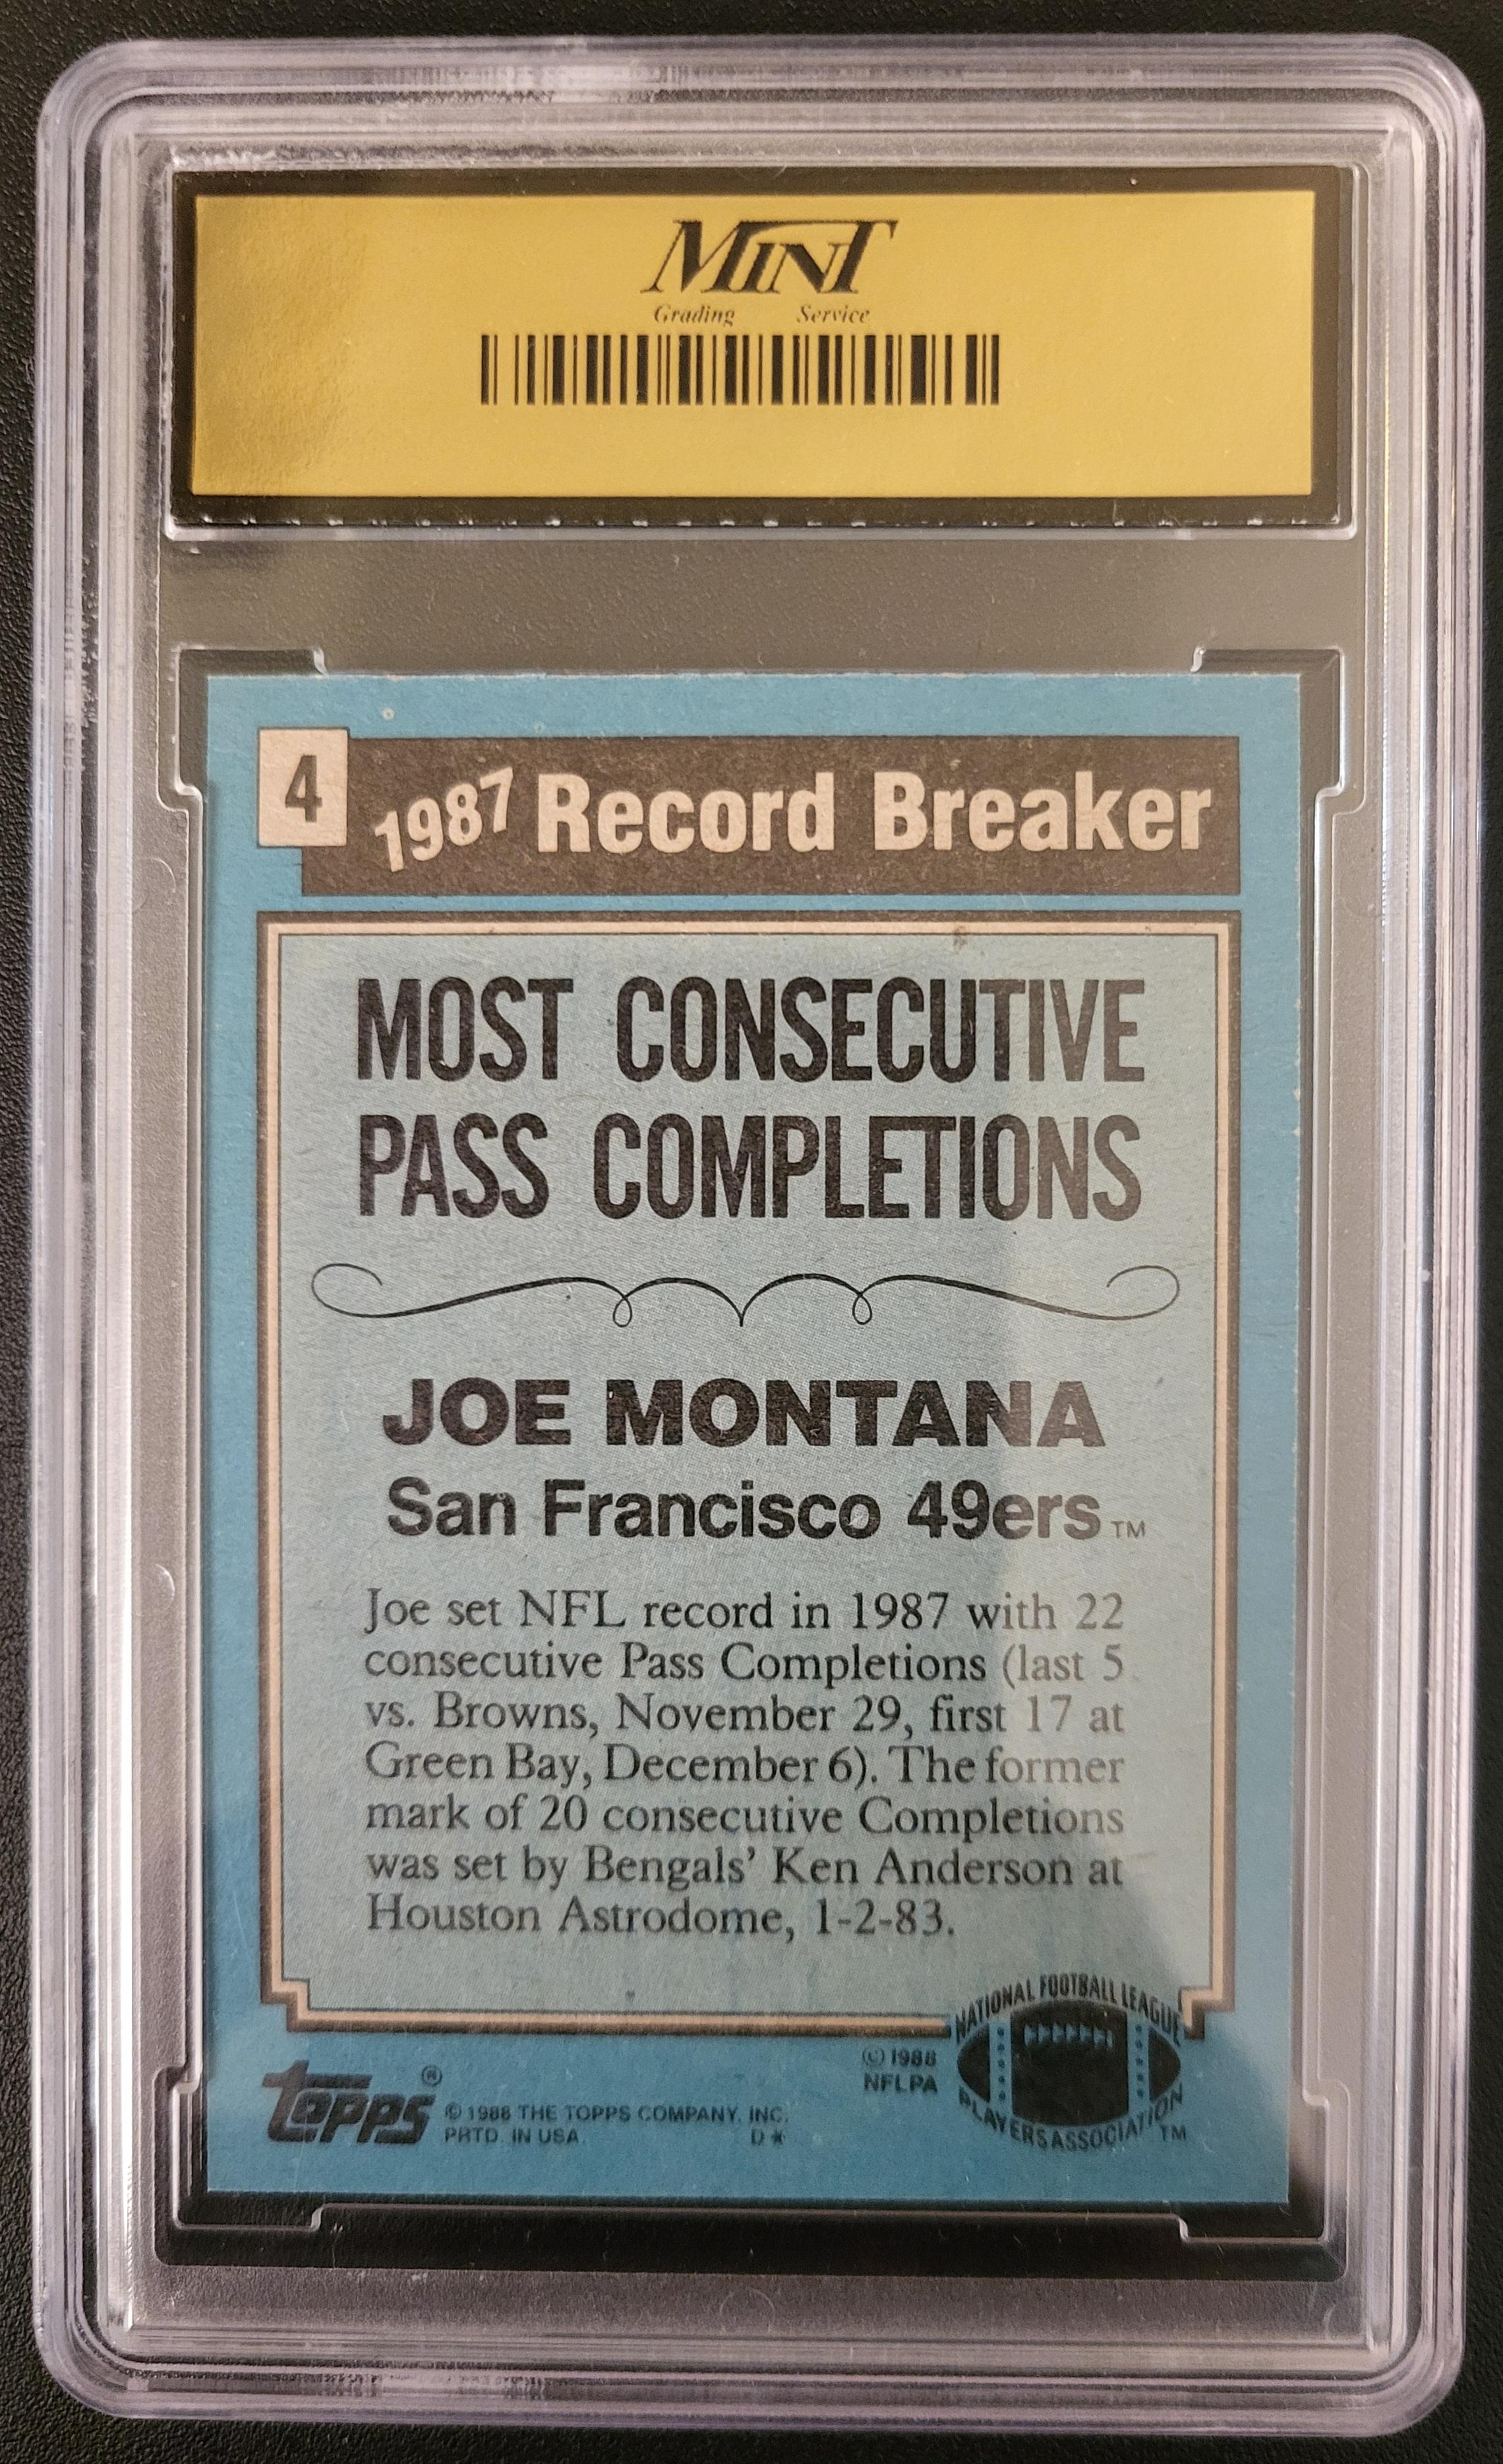 MINT
Grading Service
4
1987 Record Breaker
MOST CONSECUTIVE
PASS COMPLETIONS
JOE MONTANA
San Francisco 49ers™
Joe set NFL record in 1987 with 22
consecutive Pass Completions (last 5
vs. Browns, November 29, first 17 at
Green Bay, December 6). The former
mark of 20 consecutive Completions
was set by Bengals’ Ken Anderson at
Houston Astrodome, 1-2-83.
topps®
© 1988 THE TOPPS COMPANY, INC.
PRTD. IN USA D*
© 1988
NFLPA
NATIONAL FOOTBALL LEAGUE
PLAYERS ASSOCIATION™